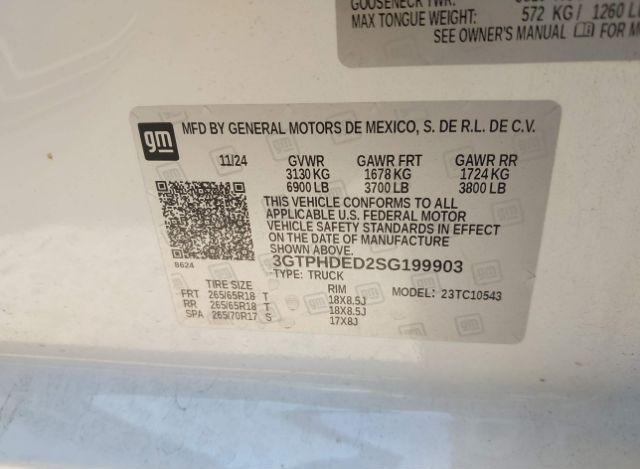 MAX TONGUE WEIGHT: 572 KG / 1260 L
SEE OWNER'S MANUAL FOR M
gm
MFD BY GENERAL MOTORS DE MEXICO, S. DE R.L. DE C.V.
11/24 GVWR GAWR FRT GAWR RR
3130 KG 1678 KG 1724 KG
6900 LB 3700 LB 3800 LB
THIS VEHICLE CONFORMS TO ALL
APPLICABLE U.S. FEDERAL MOTOR
VEHICLE SAFETY STANDARDS IN EFFECT
ON THE DATE OF MANUFACTURE
SHOWN ABOVE.
8624
3GTPHDED2SG199903
TYPE: TRUCK
TIRE SIZE RIM MODEL: 23TC10543
FRT 265/65R18 T 18X8.5J
RR 265/65R18 T 18X8.5J
SPA 265/70R17 S 17X8J